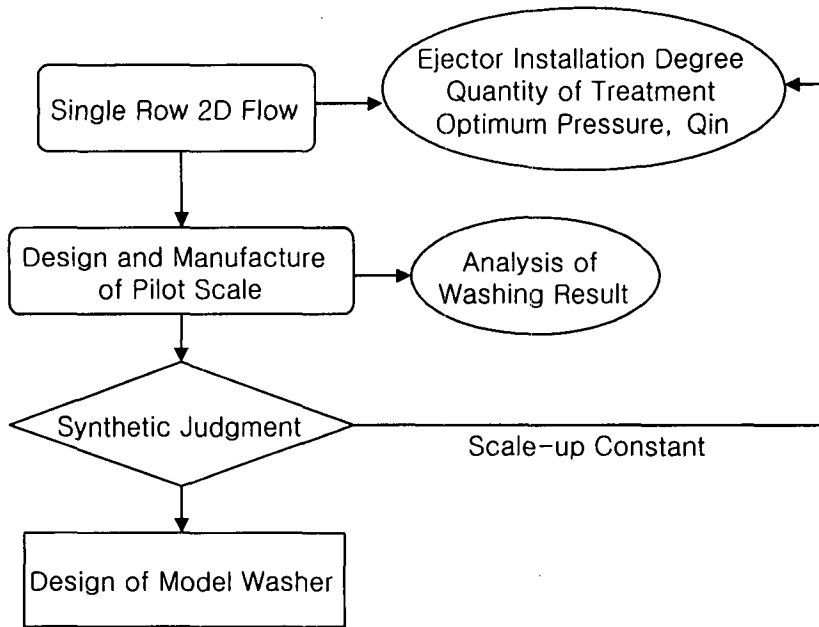 Ejector Installation Degree
Single Row 2D Flow
Quantity of Treatment
Optimum Pressure, Qin
Design and Manufacture
of Pilot Scale
Analysis of
Washing Result
Synthetic Judgment
Scale-up Constant
Design of Model Washer